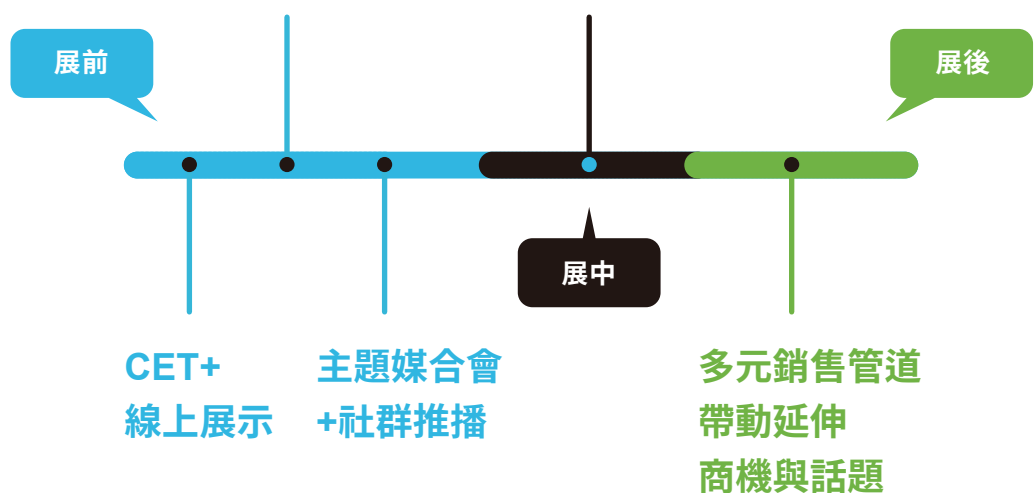 展前
展後
展中
CET+
線上展示
主題媒合會
+社群推播
多元銷售管道
帶動延伸
商機與話題